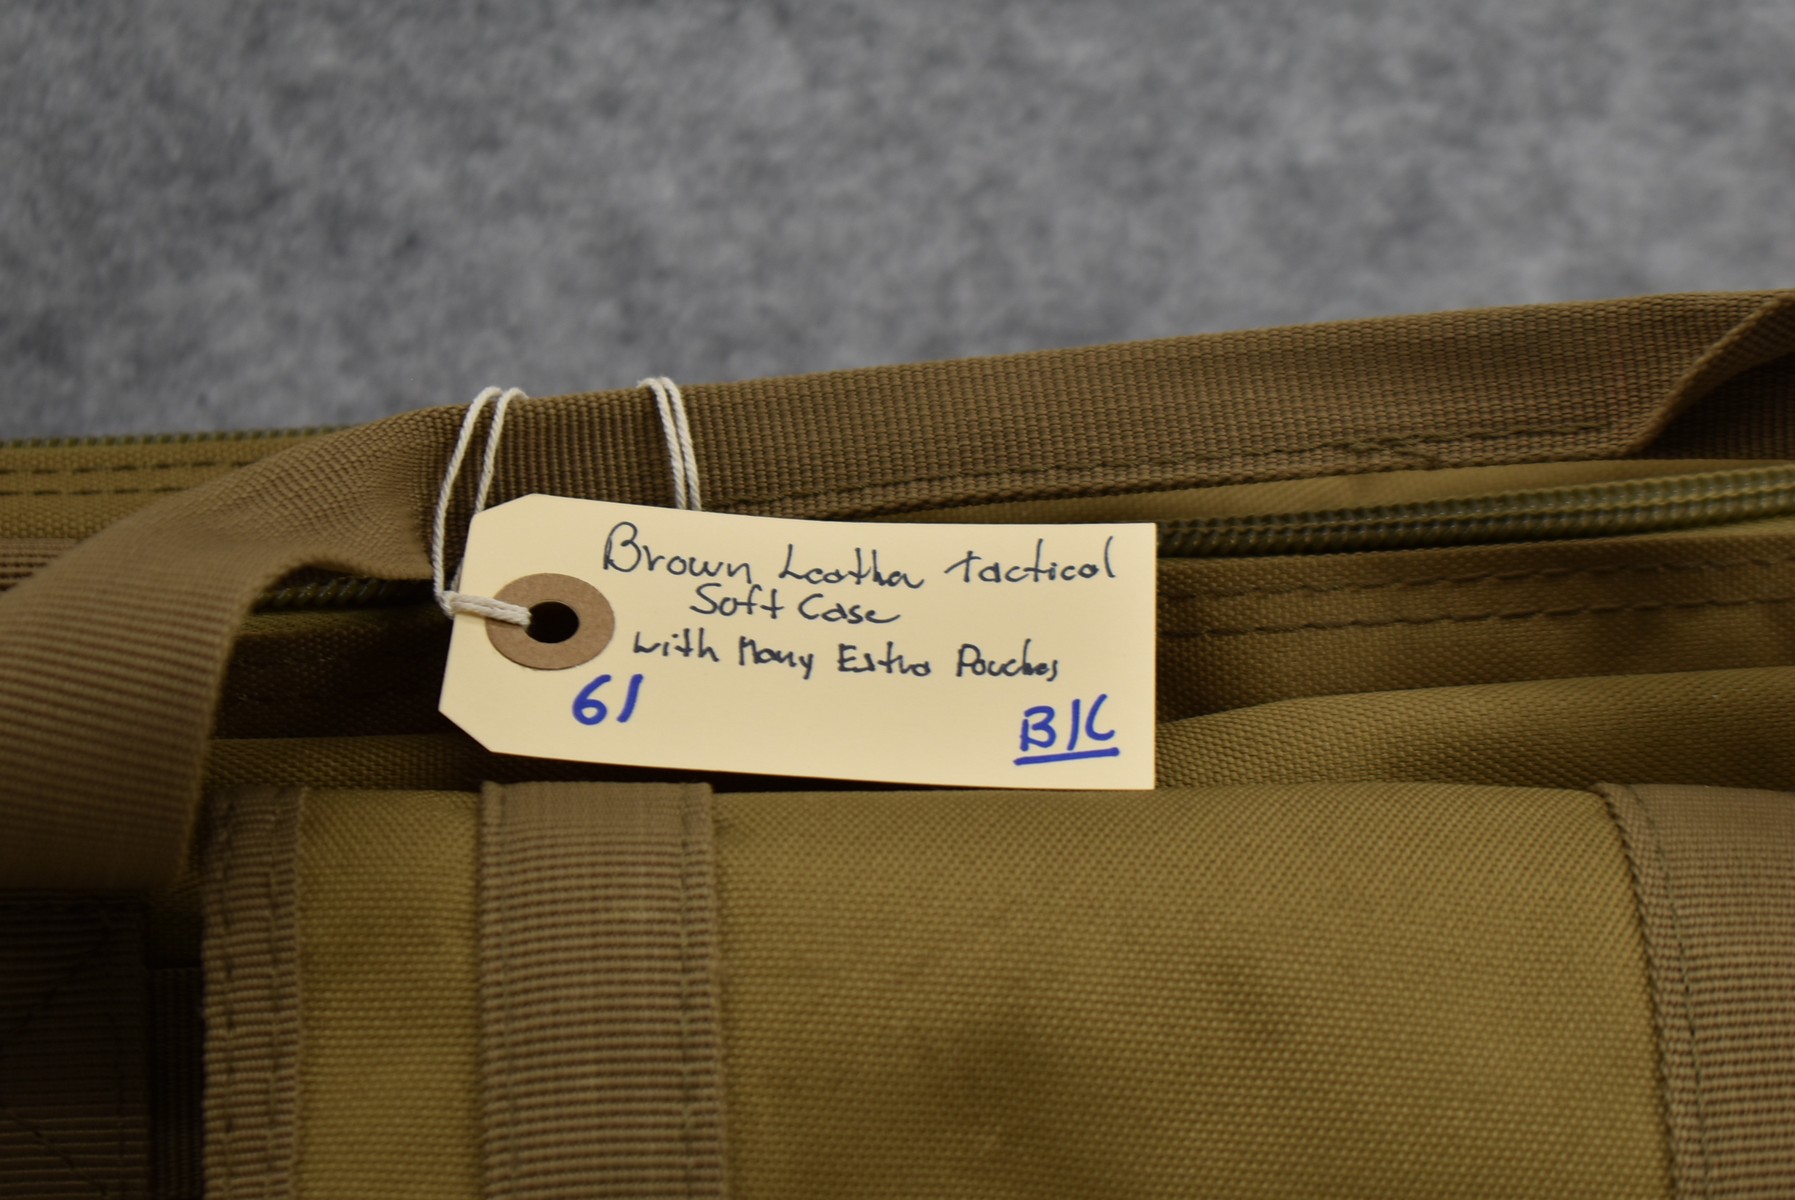 Brown Leather Tactical
Soft Case
with Many Extra Pouches
61
B/C